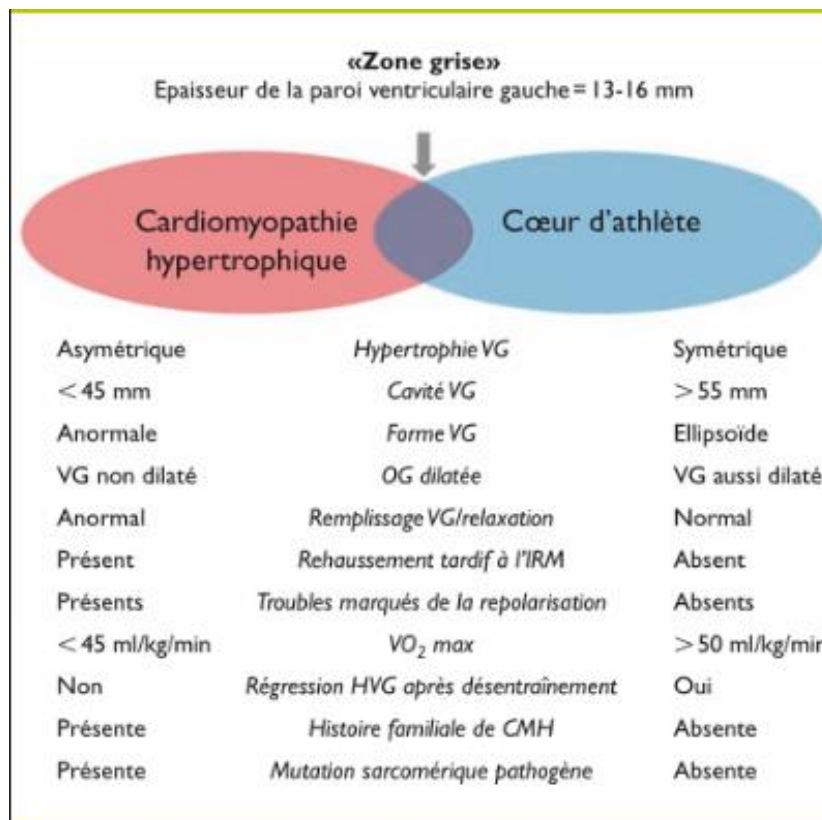 «Zone grise»
Epaisseur de la paroi ventriculaire gauche = 13-16 mm
Cardiomyopathie
hypertrophique
Cœur d'athlète
Asymétrique Hypertrophie VG Symétrique
< 45 mm Cavité VG > 55 mm
Anormale Forme VG Ellipsoïde
VG non dilaté OG dilatée VG aussi dilaté
Anormal Remplissage VG/relaxation Normal
Présent Rehaussement tardif à l'IRM Absent
Présents Troubles marqués de la repolarisation Absents
< 45 ml/kg/min VO2 max > 50 ml/kg/min
Non Régression HVG après désentraînement Oui
Présente Histoire familiale de CMH Absente
Présente Mutation sarcomérique pathogène Absente